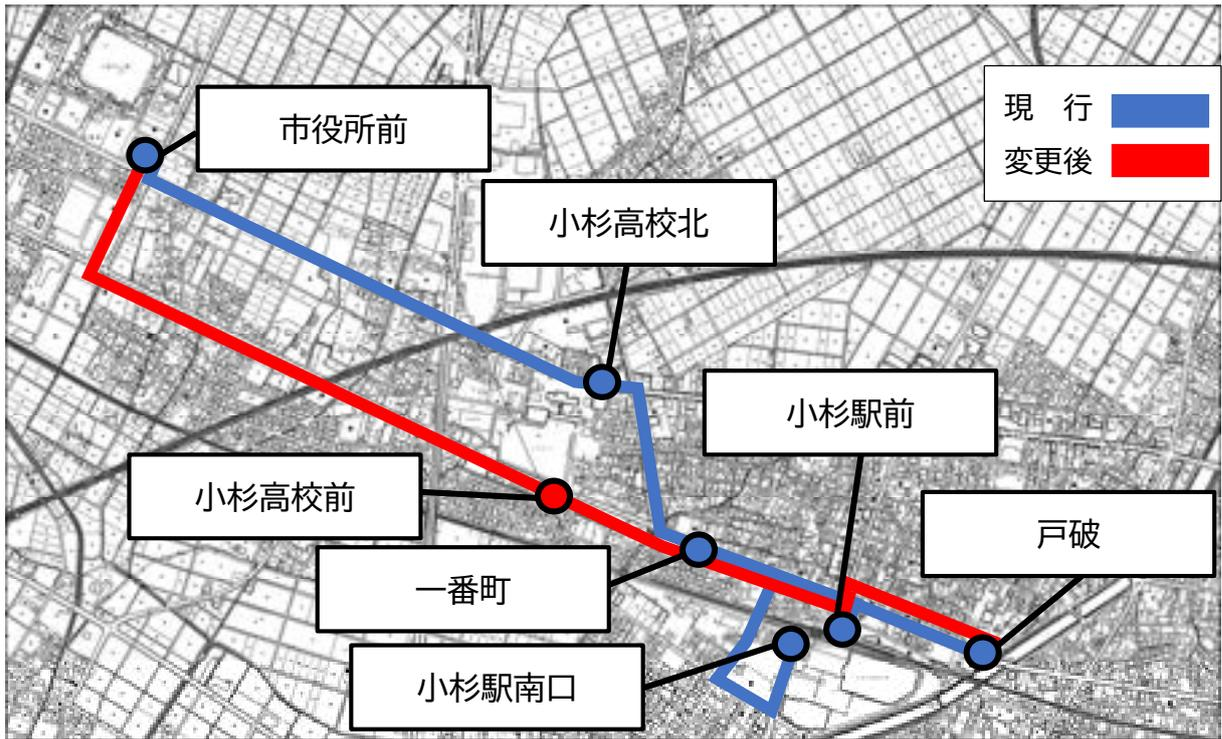 市役所前
現　行
変更後
小杉高校北
小杉駅前
小杉高校前
戸破
一番町
小杉駅南口